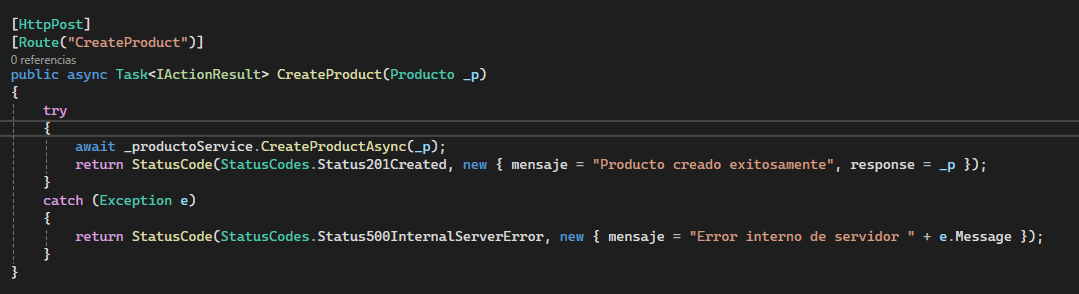 [HttpPost]
[Route("CreateProduct")]
0 referencias
public async Task<IActionResult> CreateProduct(Producto _p)
{
try
{
await _productoService.CreateProductAsync(_p);
return StatusCode(StatusCodes.Status201Created, new { mensaje = "Producto creado exitosamente", response = _p });
}
catch (Exception e)
{
return StatusCode(StatusCodes.Status500InternalServerError, new { mensaje = "Error interno de servidor " + e.Message });
}
}